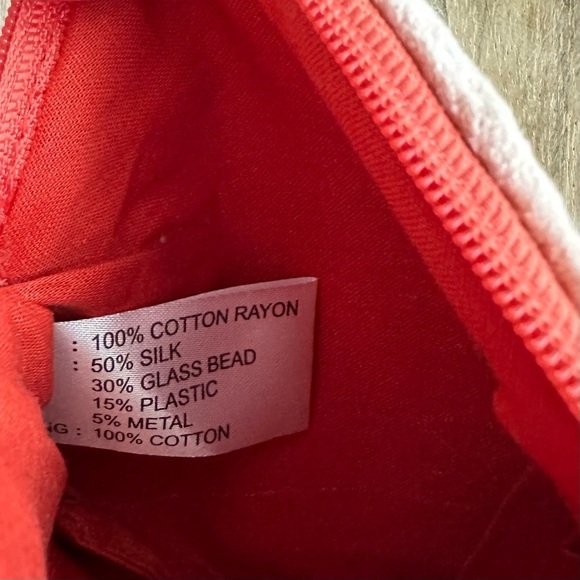 : 100% COTTON RAYON
: 50% SILK
30% GLASS BEAD
15% PLASTIC
5% METAL
NG : 100% COTTON